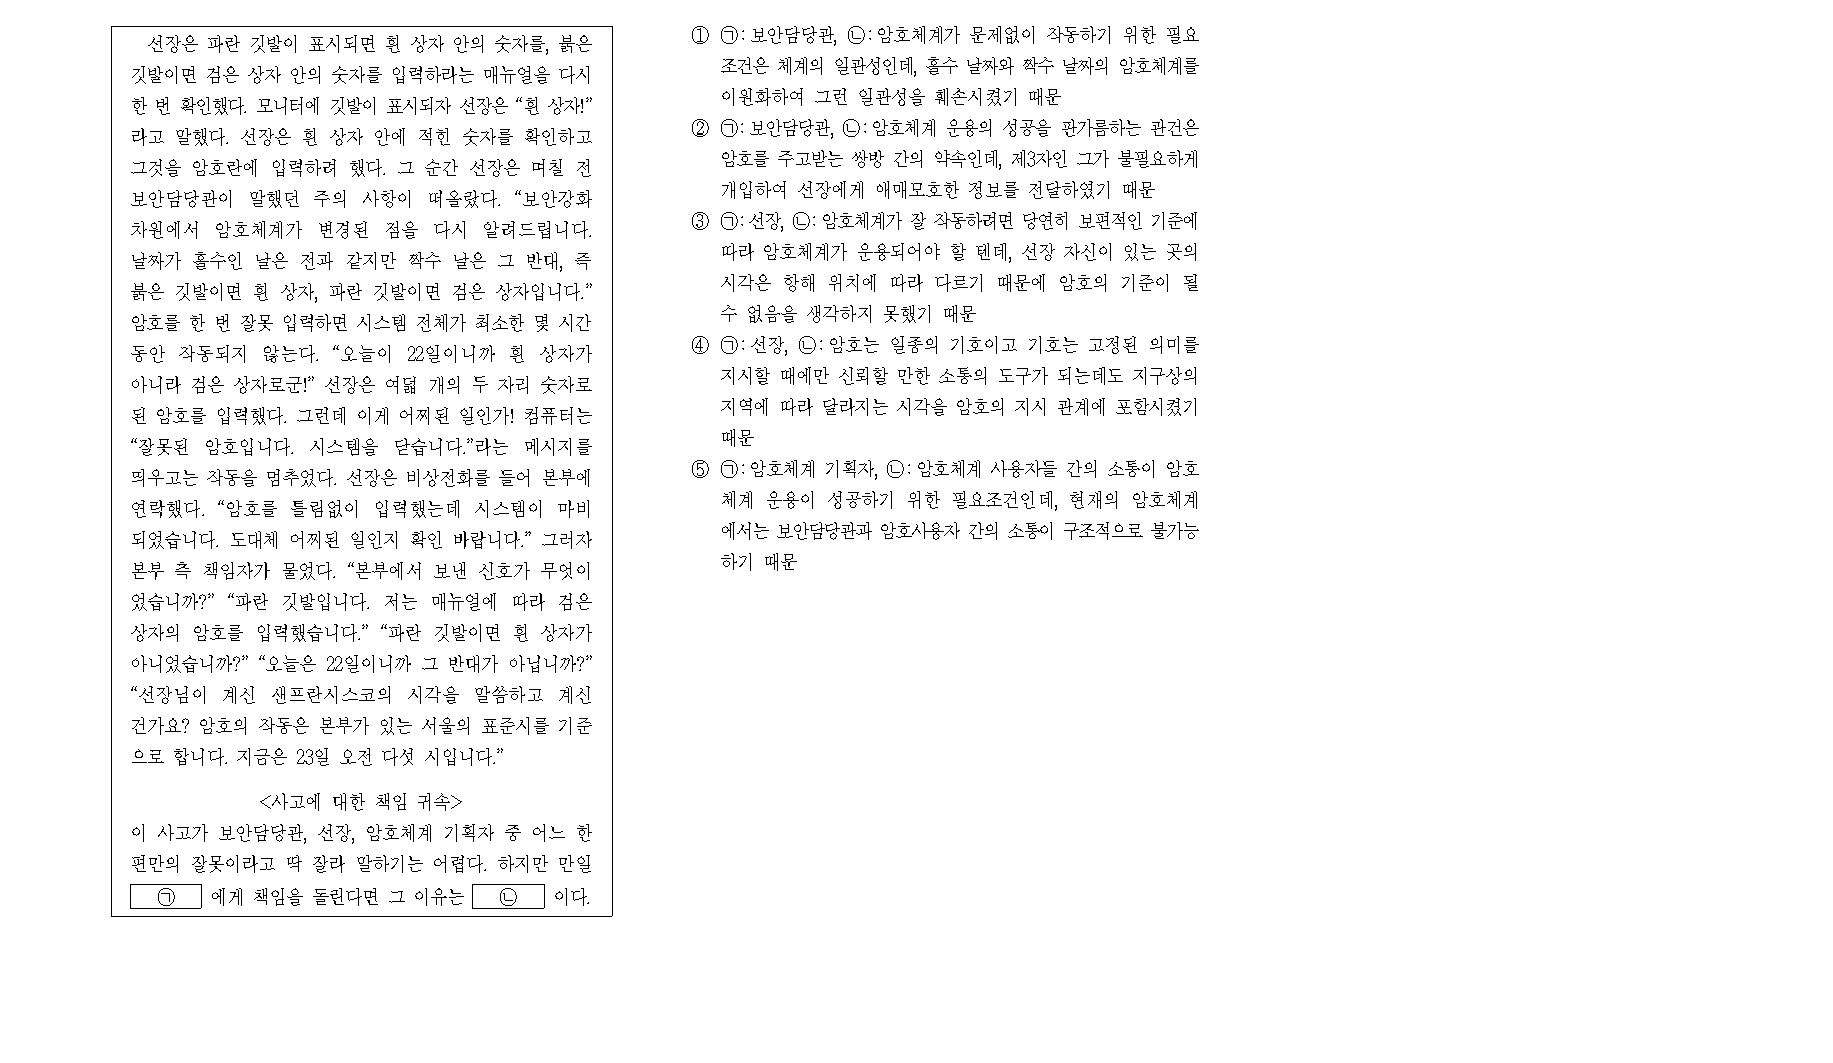 선장은 파란 깃발이 표시되면 흰 상자 안의 숫자를, 붉은
깃발이면 검은 상자 안의 숫자를 입력하라는 매뉴얼을 다시
한 번 확인했다. 모니터에 깃발이 표시되자 선장은 “흰 상자!”
라고 말했다. 선장은 흰 상자 안에 적힌 숫자를 확인하고
그것을 암호란에 입력하려 했다. 그 순간 선장은 며칠 전
보안담당관이 말했던 주의 사항이 떠올랐다. “보안강화
차원에서 암호체계가 변경된 점을 다시 알려드립니다.
날짜가 홀수인 날은 전과 같지만 짝수 날은 그 반대, 즉
붉은 깃발이면 흰 상자, 파란 깃발이면 검은 상자입니다.”
암호를 한 번 잘못 입력하면 시스템 전체가 최소한 몇 시간
동안 작동되지 않는다. “오늘이 22일이니까 흰 상자가
아니라 검은 상자로군!” 선장은 여덟 개의 두 자리 숫자로
된 암호를 입력했다. 그런데 이게 어찌된 일인가! 컴퓨터는
“잘못된 암호입니다. 시스템을 닫습니다.”라는 메시지를
띄우고는 작동을 멈추었다. 선장은 비상전화를 들어 본부에
연락했다. “암호를 틀림없이 입력했는데 시스템이 마비
되었습니다. 도대체 어찌된 일인지 확인 바랍니다.” 그러자
본부 측 책임자가 물었다. “본부에서 보낸 신호가 무엇이
었습니까?” “파란 깃발입니다. 저는 매뉴얼에 따라 검은
상자의 암호를 입력했습니다.” “파란 깃발이면 흰 상자가
아니었습니까?” “오늘은 22일이니까 그 반대가 아닙니까?”
“선장님이 계신 샌프란시스코의 시각을 말씀하고 계신
건가요? 암호의 작동은 본부가 있는 서울의 표준시를 기준
으로 합니다. 지금은 23일 오전 다섯 시입니다.”
<사고에 대한 책임 귀속>
이 사고가 보안담당관, 선장, 암호체계 기획자 중 어느 한
편만의 잘못이라고 딱 잘라 말하기는 어렵다. 하지만 만일
㉠ 에게 책임을 돌린다면 그 이유는 ㉡ 이다.
① ㉠: 보안담당관, ㉡: 암호체계가 문제없이 작동하기 위한 필요
조건은 체계의 일관성인데, 홀수 날짜와 짝수 날짜의 암호체계를
이원화하여 그런 일관성을 훼손시켰기 때문
② ㉠: 보안담당관, ㉡: 암호체계 운용의 성공을 판가름하는 관건은
암호를 주고받는 쌍방 간의 약속인데, 제3자인 그가 불필요하게
개입하여 선장에게 애매모호한 정보를 전달하였기 때문
③ ㉠: 선장, ㉡: 암호체계가 잘 작동하려면 당연히 보편적인 기준에
따라 암호체계가 운용되어야 할 텐데, 선장 자신이 있는 곳의
시각은 항해 위치에 따라 다르기 때문에 암호의 기준이 될
수 없음을 생각하지 못했기 때문
④ ㉠: 선장, ㉡: 암호는 일종의 기호이고 기호는 고정된 의미를
지시할 때에만 신뢰할 만한 소통의 도구가 되는데도 지구상의
지역에 따라 달라지는 시각을 암호의 지시 관계에 포함시켰기
때문
⑤ ㉠: 암호체계 기획자, ㉡: 암호체계 사용자들 간의 소통이 암호
체계 운용이 성공하기 위한 필요조건인데, 현재의 암호체계
에서는 보안담당관과 암호사용자 간의 소통이 구조적으로 불가능
하기 때문